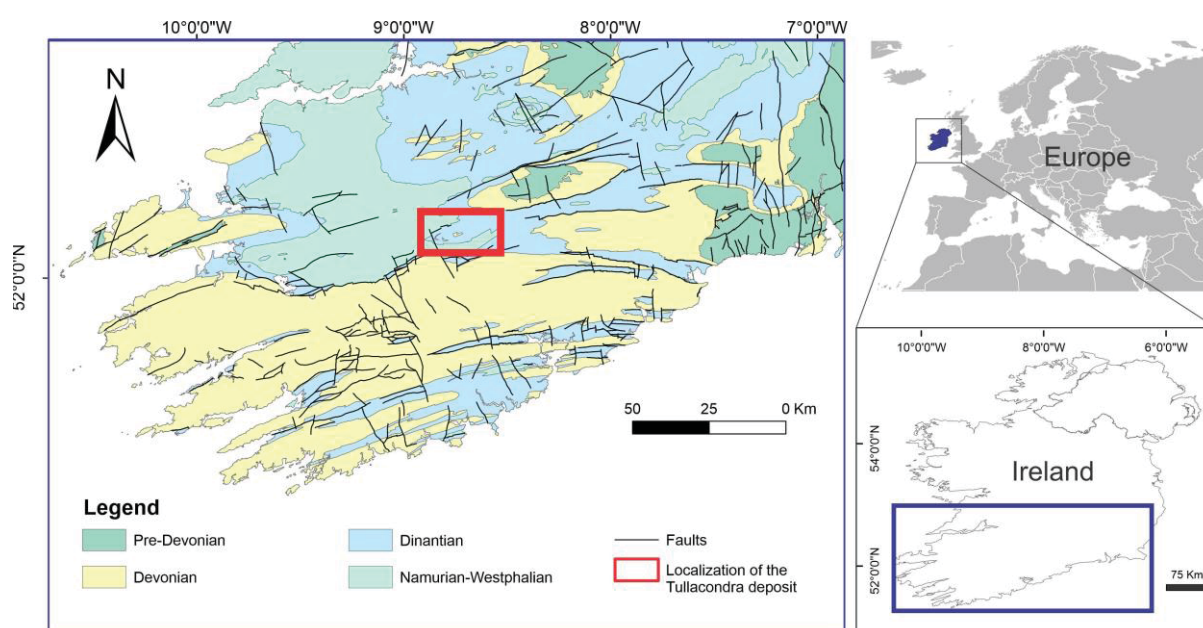 10°0'0"W
9°0'0"W
8°0'0"W
7°0'0"W
N
52°0'0"N
50 25 0 Km
Legend
Pre-Devonian
Devonian
Dinantian
Namurian-Westphalian
Faults
Localization of the
Tullacondra deposit
Europe
10°0'0"W
8°0'0"W
6°0'0"W
54°0'0"N
52°0'0"N
Ireland
75 Km